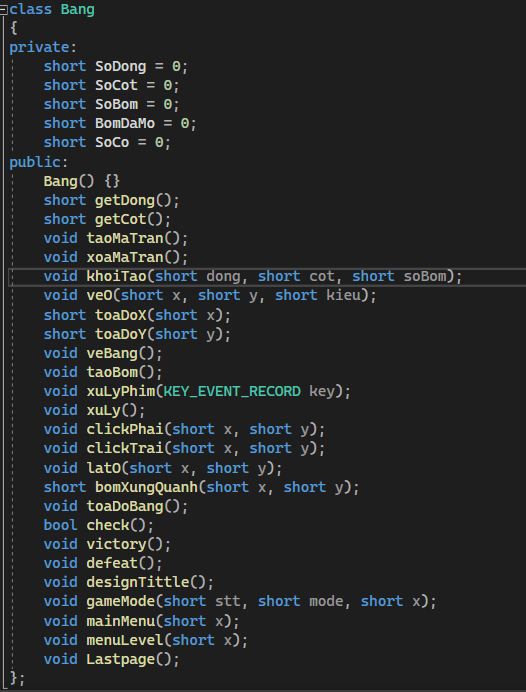 class Bang
{
private:
    short SoDong = 0;
    short SoCot = 0;
    short SoBom = 0;
    short BomDaMo = 0;
    short SoCo = 0;
public:
    Bang() {}
    short getDong();
    short getCot();
    void taoMaTran();
    void xoaMaTran();
    void khoiTao(short dong, short cot, short soBom);
    void veO(short x, short y, short kieu);
    short toaDoX(short x);
    short toaDoY(short y);
    void veBang();
    void taoBom();
    void xuLyPhim(KEY_EVENT_RECORD key);
    void xuLy();
    void clickPhai(short x, short y);
    void clickTrai(short x, short y);
    void latO(short x, short y);
    short bomXungQuanh(short x, short y);
    void toaDoBang();
    bool check();
    void victory();
    void defeat();
    void designTittle();
    void gameMode(short stt, short mode, short x);
    void mainMenu(short x);
    void menuLevel(short x);
    void Lastpage();
};